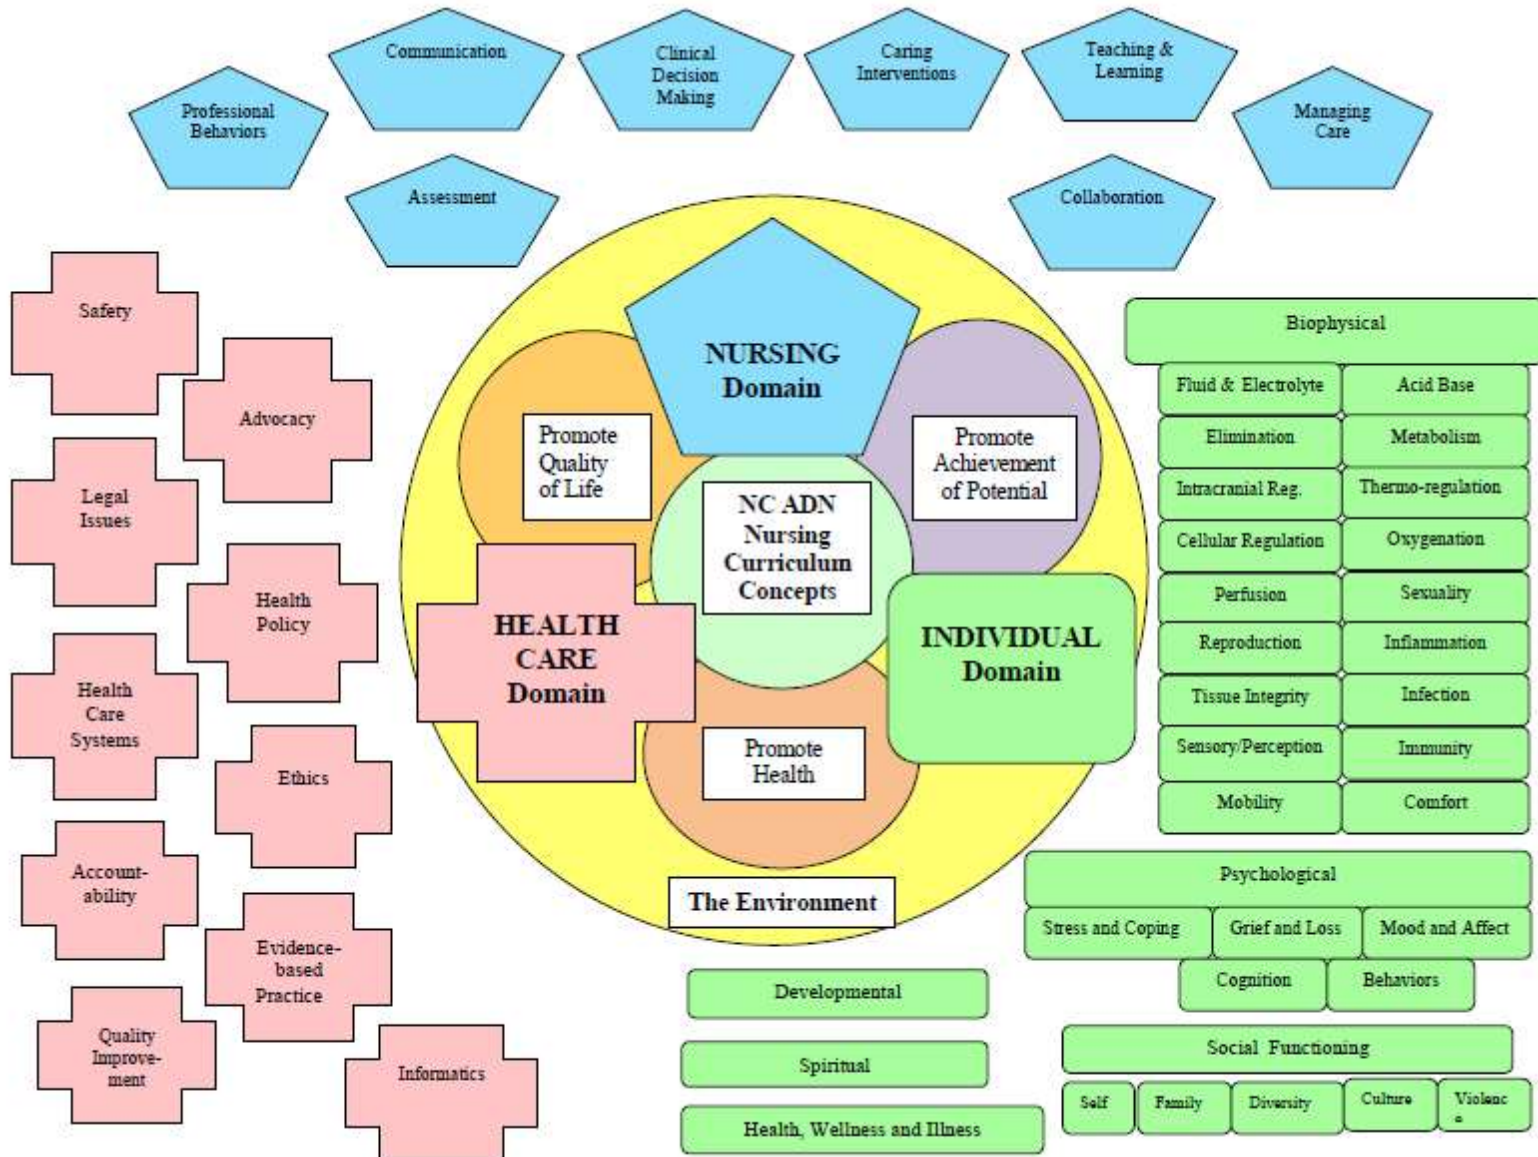 Communication
Clinical
Decision
Making
Caring
Interventions
Teaching &
Learning
Professional
Behaviors
Managing
Care
Assessment
Collaboration
Safety
Advocacy
Legal
Issues
Health
Policy
Health
Care
Systems
Ethics
Account-
ability
Evidence-
based
Practice
Quality
Improve-
ment
Informatics
NURSING
Domain
Promote
Quality
of Life
Promote
Achievement
of Potential
NC ADN
Nursing
Curriculum
Concepts
HEALTH
CARE
Domain
INDIVIDUAL
Domain
Promote
Health
The Environment
Biophysical
Fluid & Electrolyte
Acid Base
Elimination
Metabolism
Intracranial Reg.
Thermo-regulation
Cellular Regulation
Oxygenation
Perfusion
Sexuality
Reproduction
Inflammation
Tissue Integrity
Infection
Sensory/Perception
Immunity
Mobility
Comfort
Psychological
Stress and Coping
Grief and Loss
Mood and Affect
Cognition
Behaviors
Developmental
Spiritual
Health, Wellness and Illness
Social Functioning
Self
Family
Diversity
Culture
Violenc
e